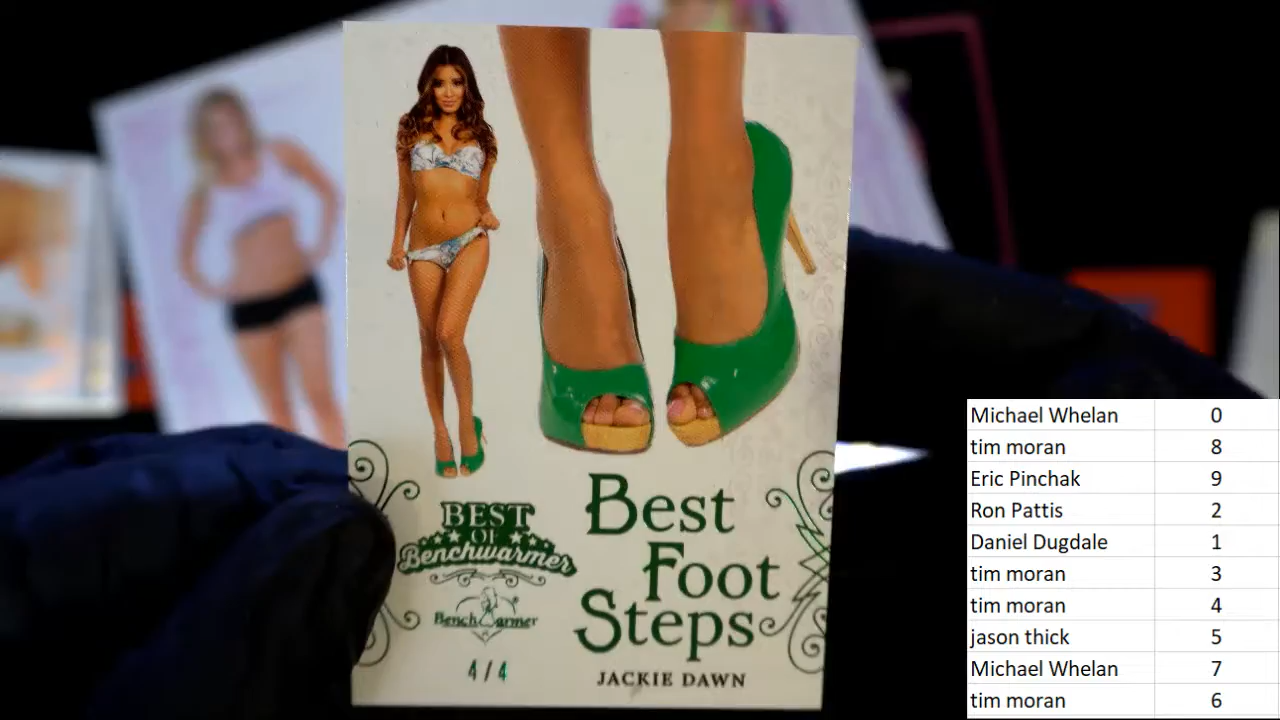 BEST
OF
Benchwarmer
BenchWarmer
4/4
Best
Foot
Steps
JACKIE DAWN
Michael Whelan 0
tim moran 8
Eric Pinchak 9
Ron Pattis 2
Daniel Dugdale 1
tim moran 3
tim moran 4
jason thick 5
Michael Whelan 7
tim moran 6